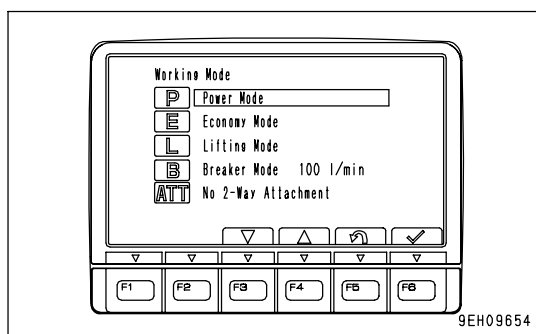 Working Mode
P Power Mode
E Economy Mode
L Lifting Mode
B Breaker Mode 100 l/min
ATT No 2-Way Attachment
F1 F2 F3 F4 F5 F6
9EH09654